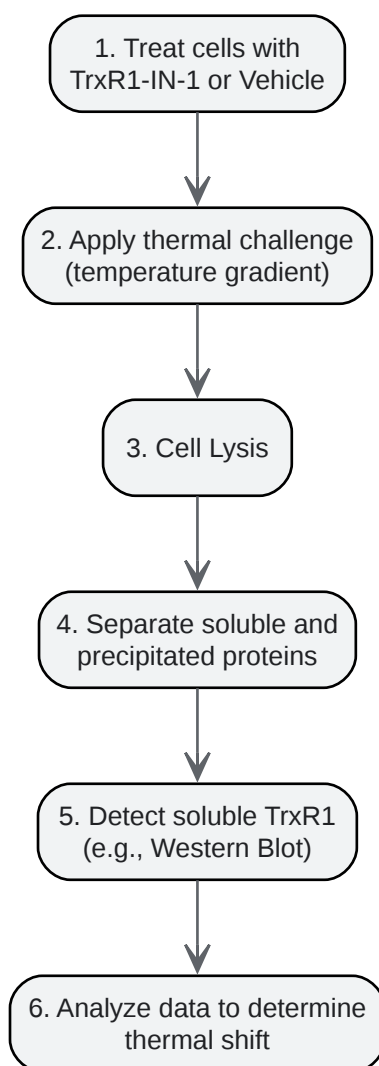 1. Treat cells with
TrxR1-IN-1 or Vehicle
2. Apply thermal challenge
(temperature gradient)
3. Cell Lysis
4. Separate soluble and
precipitated proteins
5. Detect soluble TrxR1
(e.g., Western Blot)
6. Analyze data to determine
thermal shift